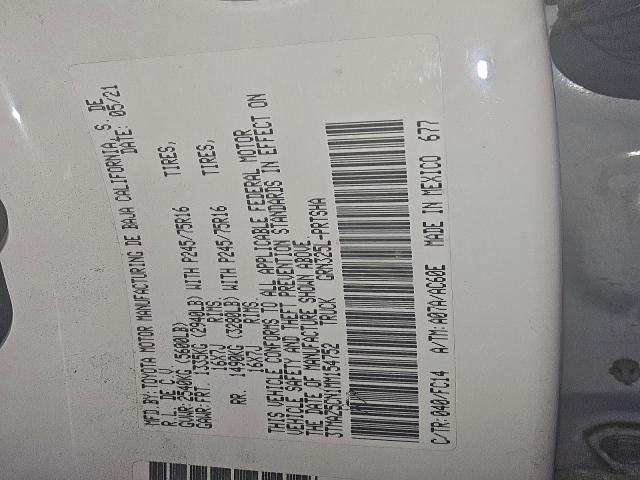 MFD. BY: TOYOTA MOTOR MANUFACTURING DE BAJA CALIFORNIA, S. DE
R.L. DE C.V. DATE: 05/21
GVWR: 2540KG (5600LB)
GAWR: FRT. 1335KG (2940LB) WITH P245/75R16 TIRES,
16X7J RIMS.
RR. 1490KG (3280LB) WITH P245/75R16 TIRES,
16X7J RIMS.
THIS VEHICLE CONFORMS TO ALL APPLICABLE FEDERAL MOTOR
VEHICLE SAFETY AND THEFT PREVENTION STANDARDS IN EFFECT ON
THE DATE OF MANUFACTURE SHOWN ABOVE.
TRUCK GRN325L-PRTSHA
C/TR: 040/FC14 A/TM: A07A/AC60E MADE IN MEXICO 677